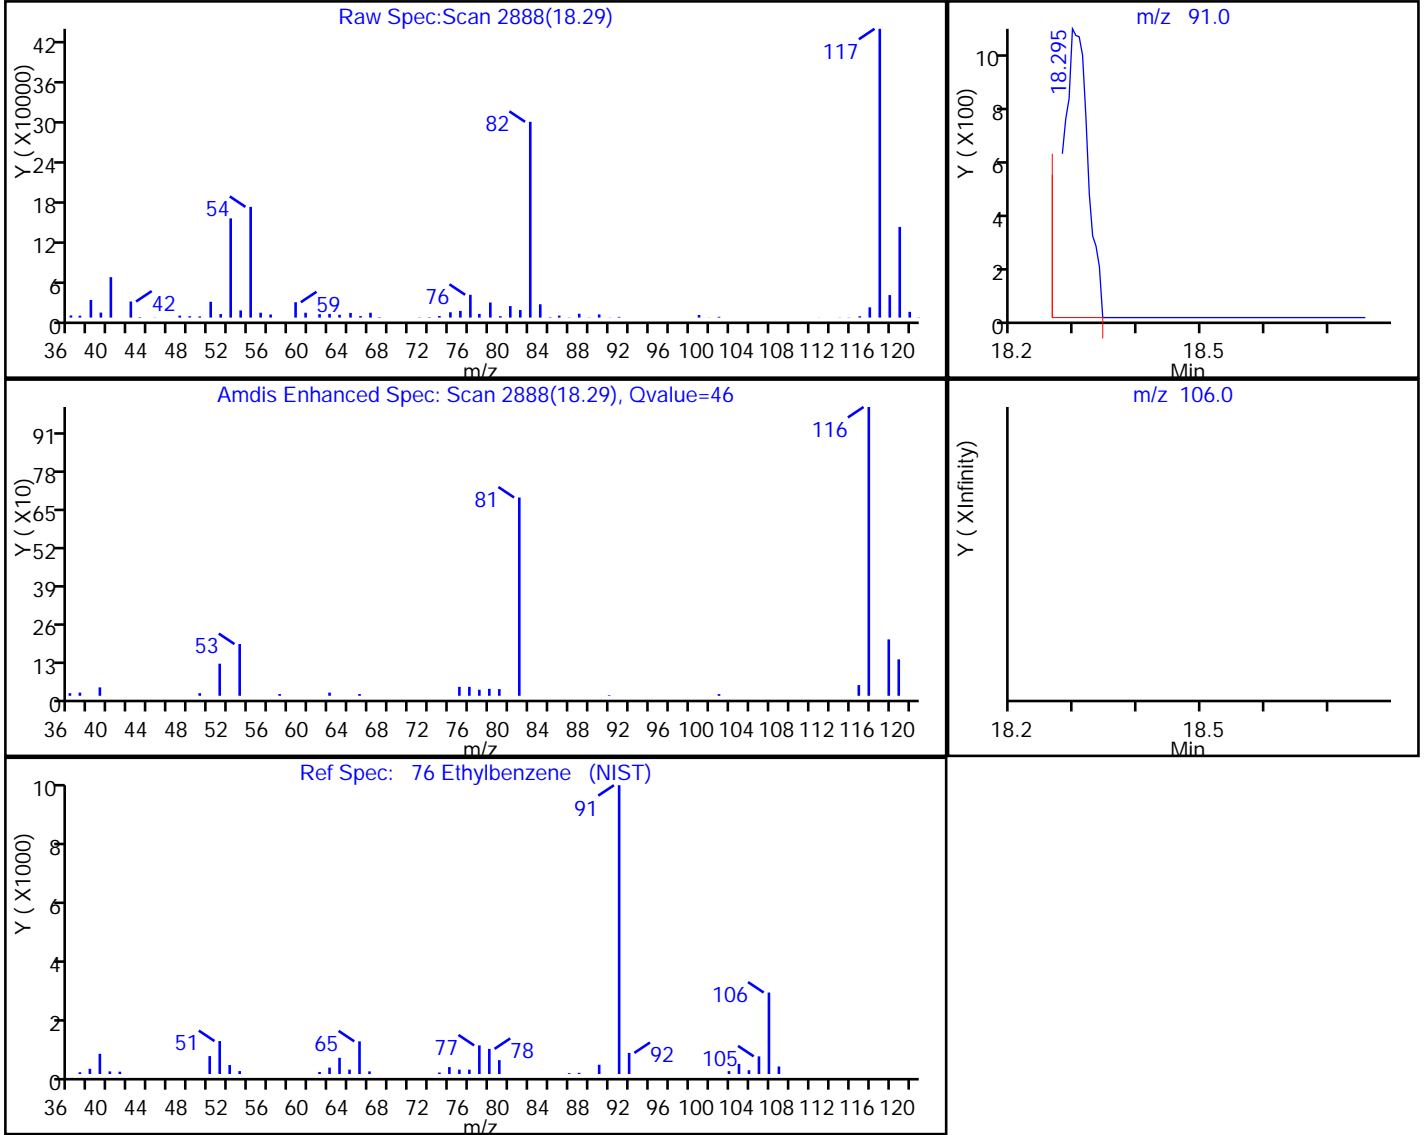 Raw Spec:Scan 2888(18.29)
Y ( X10000)
42
36
30
24
18
12
6
0
117
82
54
42
59
76
36 40 44 48 52 56 60 64 68 72 76 80 84 88 92 96 100 104 108 112 116 120
m/z
m/z 91.0
Y ( X100)
10
8
6
4
2
0
18.295
18.2 18.5
Min
Amdis Enhanced Spec: Scan 2888(18.29), Qvalue=46
Y ( X10)
91
78
65
52
39
26
13
0
116
81
53
36 40 44 48 52 56 60 64 68 72 76 80 84 88 92 96 100 104 108 112 116 120
m/z
m/z 106.0
Y ( XInfinity)
18.2 18.5
Min
Ref Spec: 76 Ethylbenzene (NIST)
Y ( X1000)
10
8
6
4
2
0
91
106
51
65
77
78
92
105
36 40 44 48 52 56 60 64 68 72 76 80 84 88 92 96 100 104 108 112 116 120
m/z